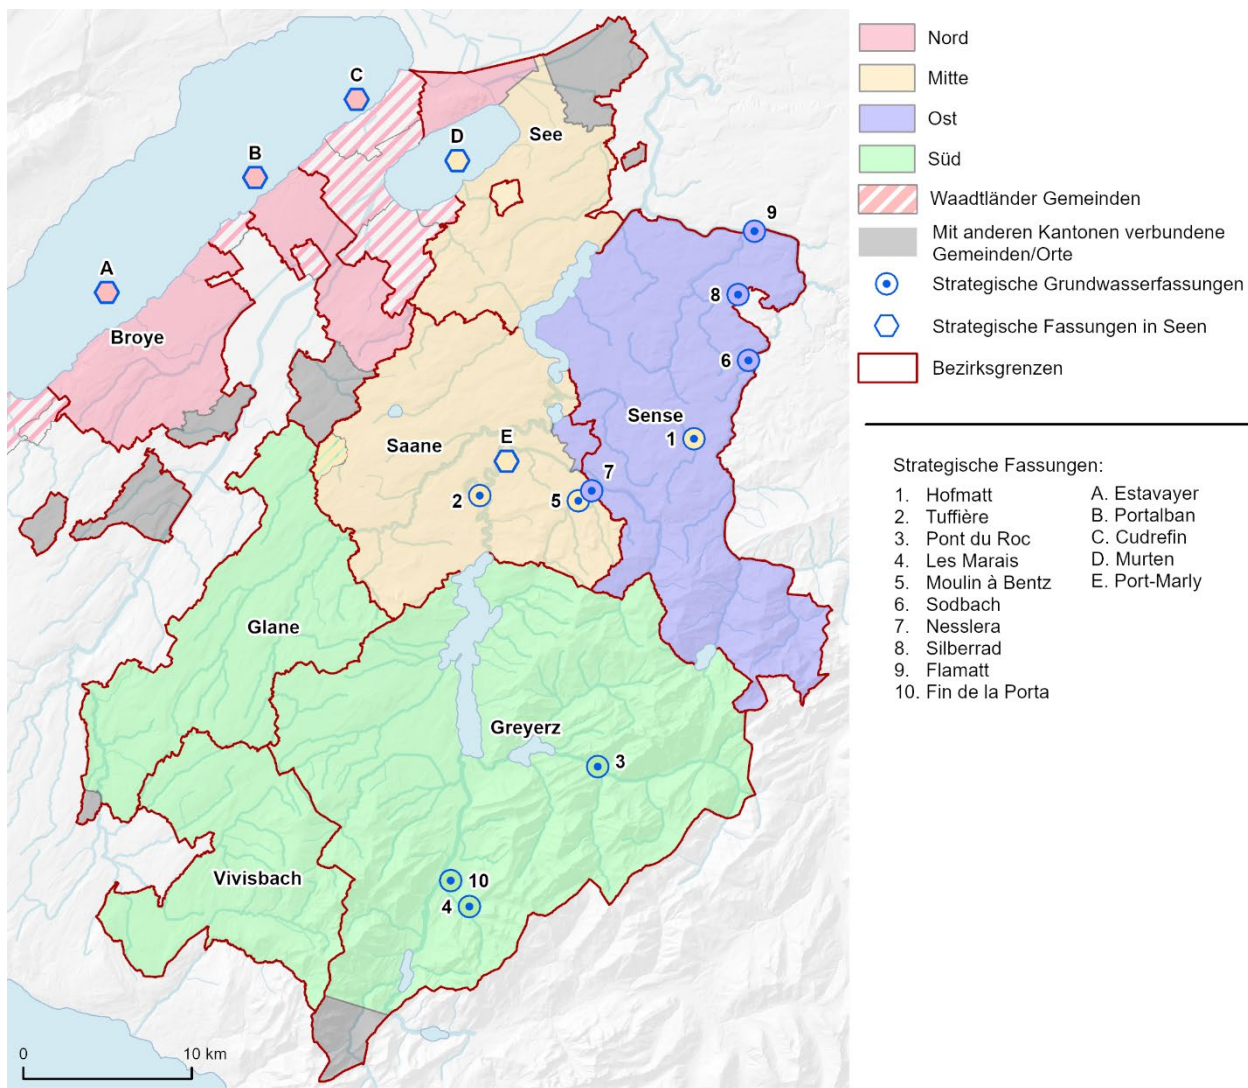 C
B
A
D
See
Broye
9
8
6
Sense
1
Saane
E
7
2
5
Glane
Greyerz
3
Vivisbach
10
4
0 10 km
Nord
Mitte
Ost
Süd
Waadtländer Gemeinden
Mit anderen Kantonen verbundene
Gemeinden/Orte
Strategische Grundwasserfassungen
Strategische Fassungen in Seen
Bezirksgrenzen
Strategische Fassungen:
1. Hofmatt
2. Tuffière
3. Pont du Roc
4. Les Marais
5. Moulin à Bentz
6. Sodbach
7. Nesslera
8. Silberrad
9. Flamatt
10. Fin de la Porta
A. Estavayer
B. Portalban
C. Cudrefin
D. Murten
E. Port-Marly